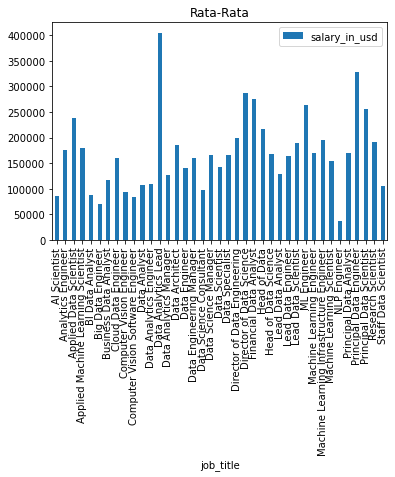 Rata-Rata
salary_in_usd
400000
350000
300000
250000
200000
150000
100000
50000
0
AI Scientist
Analytics Engineer
Applied Data Scientist
Applied Machine Learning Scientist
BI Data Analyst
Big Data Engineer
Business Data Analyst
Cloud Data Engineer
Computer Vision Engineer
Computer Vision Software Engineer
Data Analyst
Data Analytics Engineer
Data Analytics Lead
Data Analytics Manager
Data Architect
Data Engineer
Data Engineering Manager
Data Science Consultant
Data Science Manager
Data Scientist
Data Specialist
Director of Data Engineering
Director of Data Science
Financial Data Analyst
Head of Data
Head of Data Science
Lead Data Analyst
Lead Data Engineer
Lead Data Scientist
ML Engineer
Machine Learning Engineer
Machine Learning Infrastructure Engineer
Machine Learning Scientist
NLP Engineer
Principal Data Analyst
Principal Data Engineer
Principal Data Scientist
Research Scientist
Staff Data Scientist
job_title